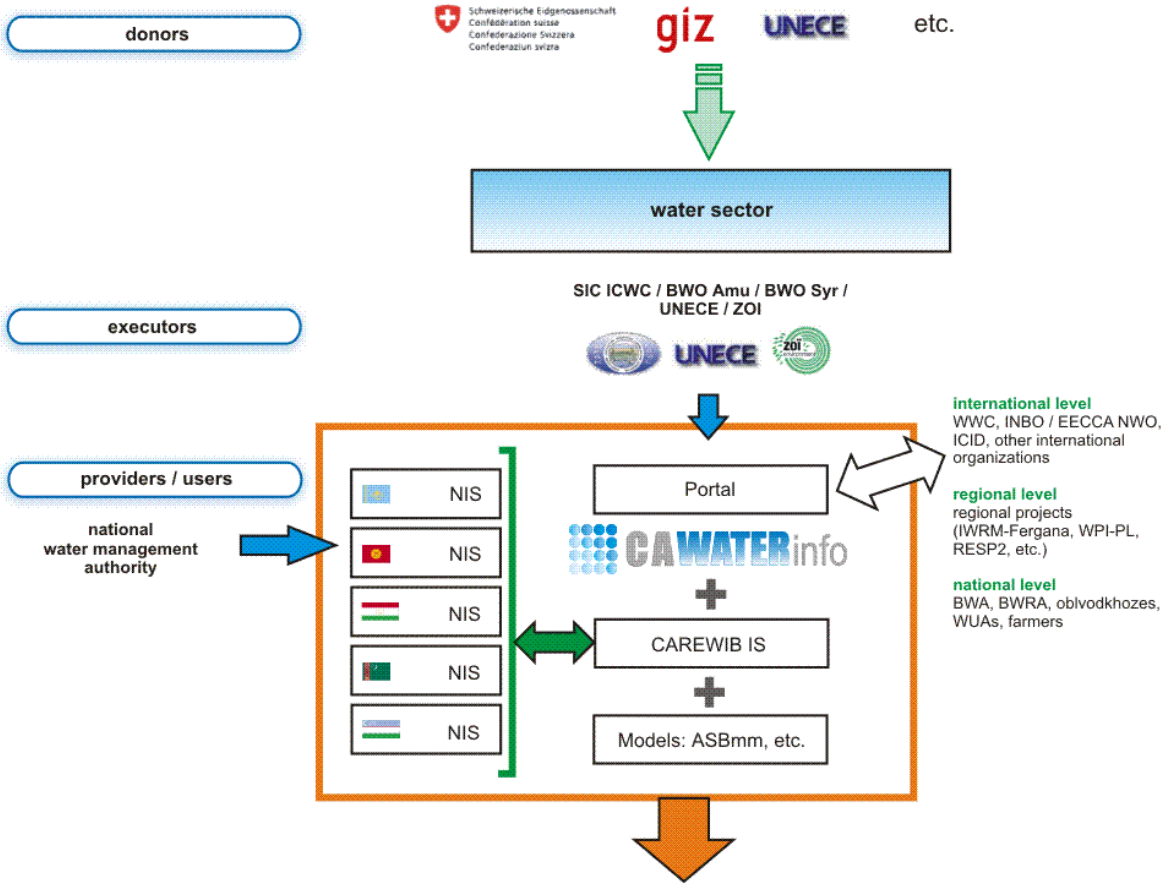 donors
Schweizerische Eidgenossenschaft
Confédération suisse
Confederazione Svizzera
Confederaziun svizra
giz
UNECE
etc.
water sector
executors
SIC ICWC / BWO Amu / BWO Syr /
UNECE / ZOI
UNECE
zoï
environment
providers / users
national
water management
authority
NIS
NIS
NIS
NIS
NIS
Portal
CAWATERinfo
CAREWIB IS
Models: ASBmm, etc.
international level
WWC, INBO / EECCA NWO,
ICID, other international
organizations
regional level
regional projects
(IWRM-Fergana, WPI-PL,
RESP2, etc.)
national level
BWA, BWRA, oblvodkhozes,
WUAs, farmers